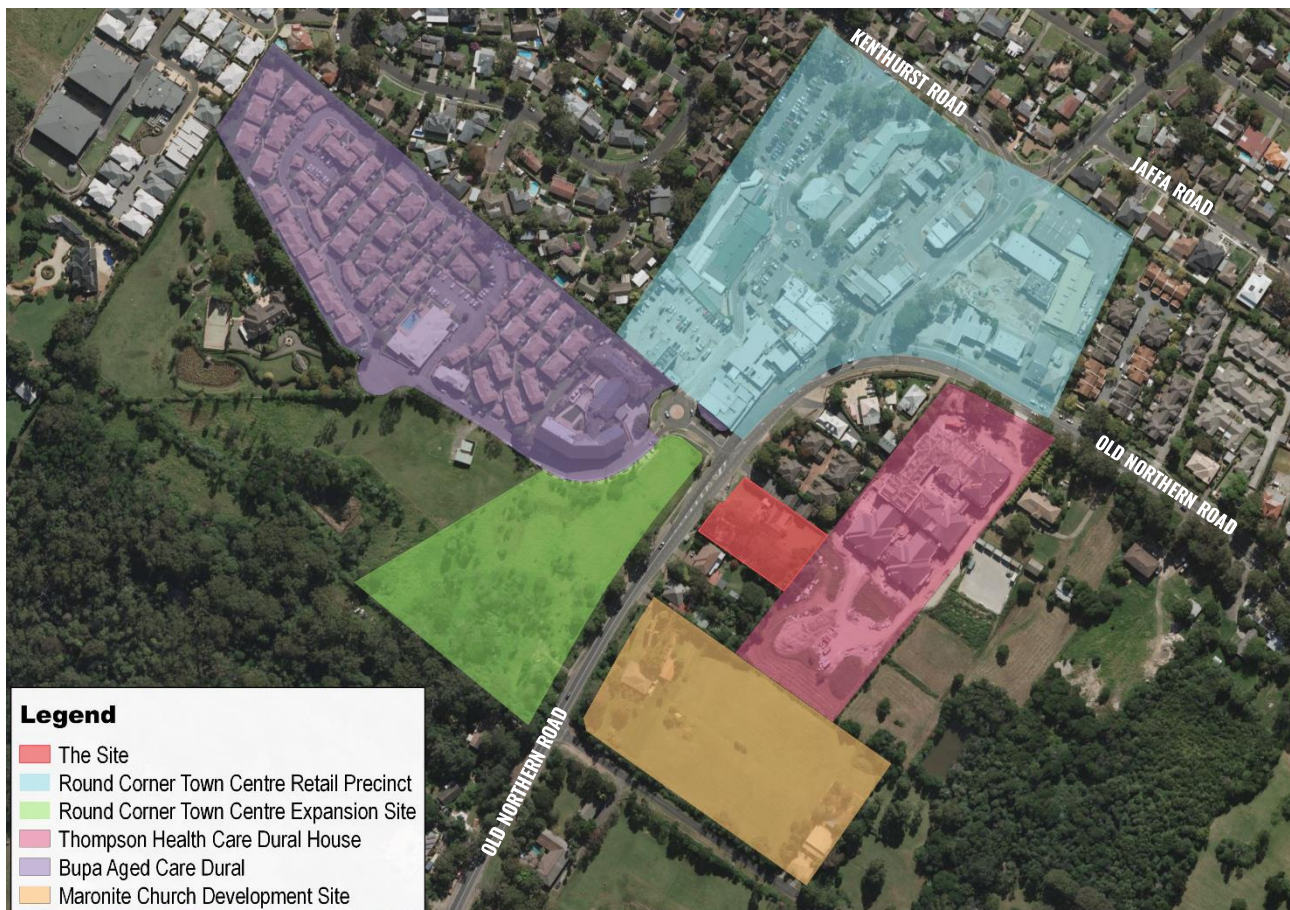 KENTHURST ROAD
JAFFA ROAD
OLD NORTHERN ROAD
OLD NORTHERN ROAD
Legend
The Site
Round Corner Town Centre Retail Precinct
Round Corner Town Centre Expansion Site
Thompson Health Care Dural House
Bupa Aged Care Dural
Maronite Church Development Site